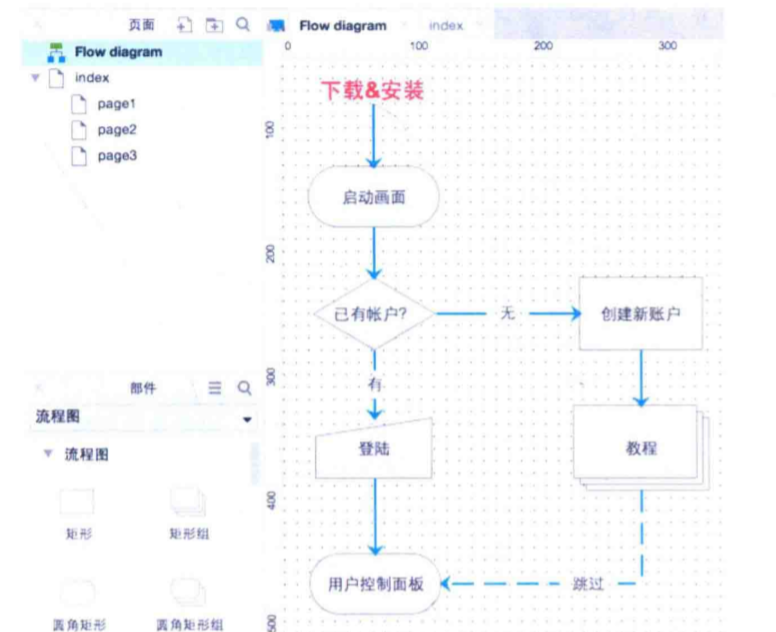 页面
Flow diagram
index
Flow diagram
index
page1
page2
page3
0
100
200
300
100
200
300
400
500
下载&安装
启动画面
已有帐户?
无
创建新账户
有
登陆
教程
用户控制面板
跳过
部件
流程图
流程图
矩形
矩形组
圆角矩形
圆角矩形组